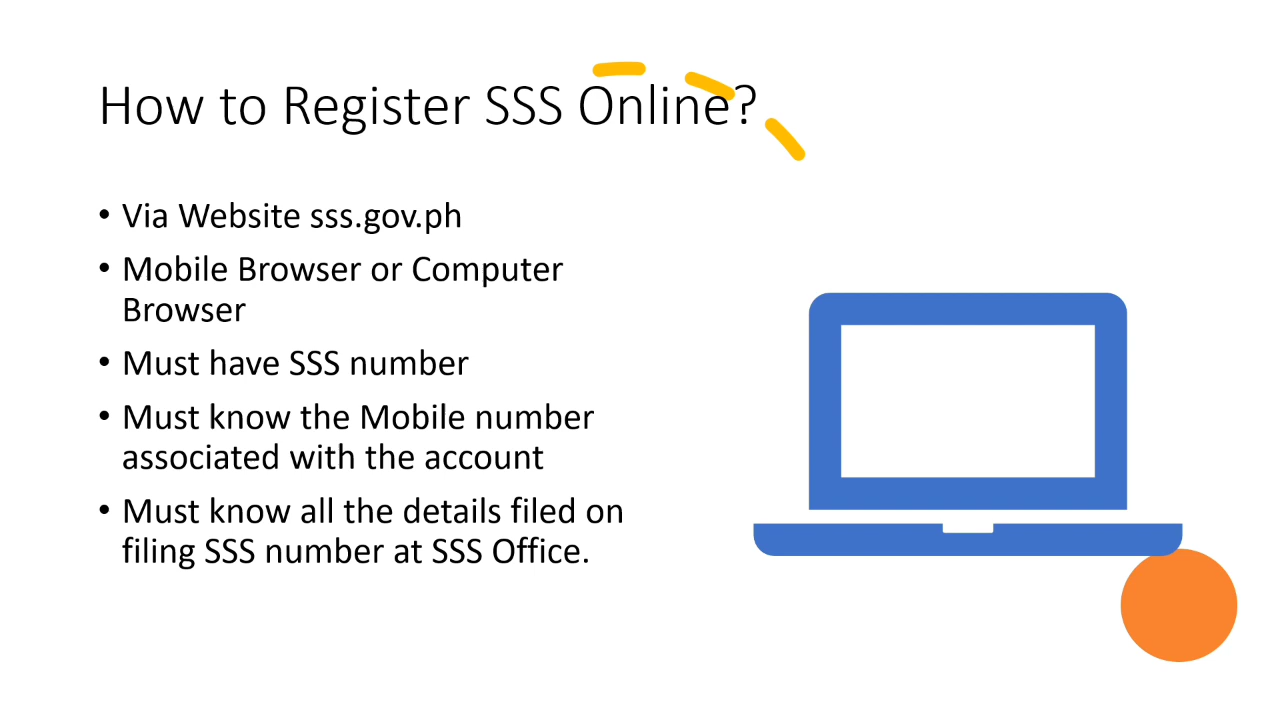 How to Register SSS Online?
• Via Website sss.gov.ph
• Mobile Browser or Computer
Browser
• Must have SSS number
• Must know the Mobile number
associated with the account
• Must know all the details filed on
filing SSS number at SSS Office.